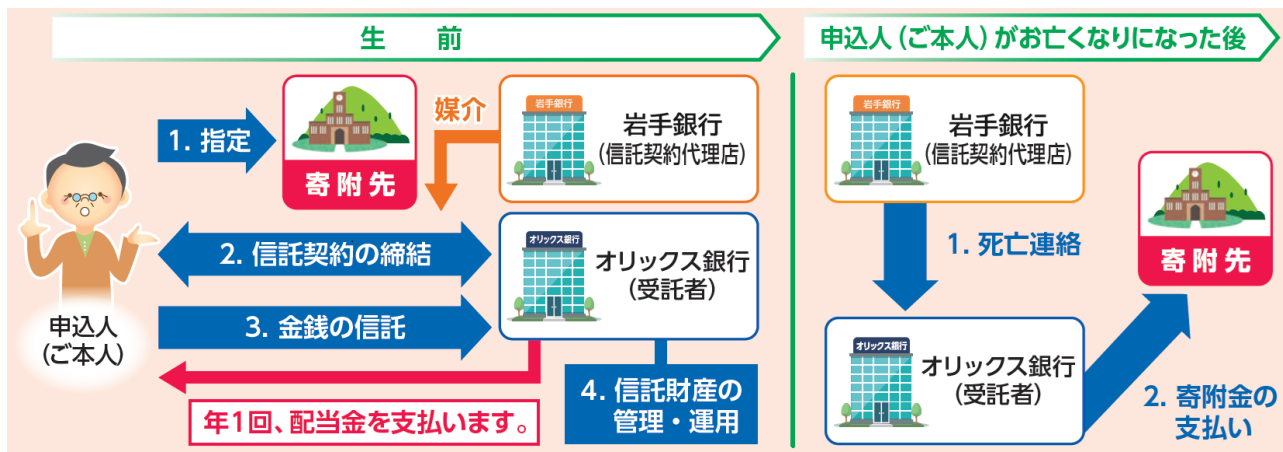 生　前
1. 指定
寄附先
媒介
岩手銀行
岩手銀行
(信託契約代理店)
2. 信託契約の締結
オリックス銀行
オリックス銀行
(受託者)
3. 金銭の信託
申込人
(ご本人)
年1回、配当金を支払います。
4. 信託財産の
管理・運用
申込人(ご本人)がお亡くなりになった後
岩手銀行
岩手銀行
(信託契約代理店)
1. 死亡連絡
寄附先
オリックス銀行
オリックス銀行
(受託者)
2. 寄附金の
支払い